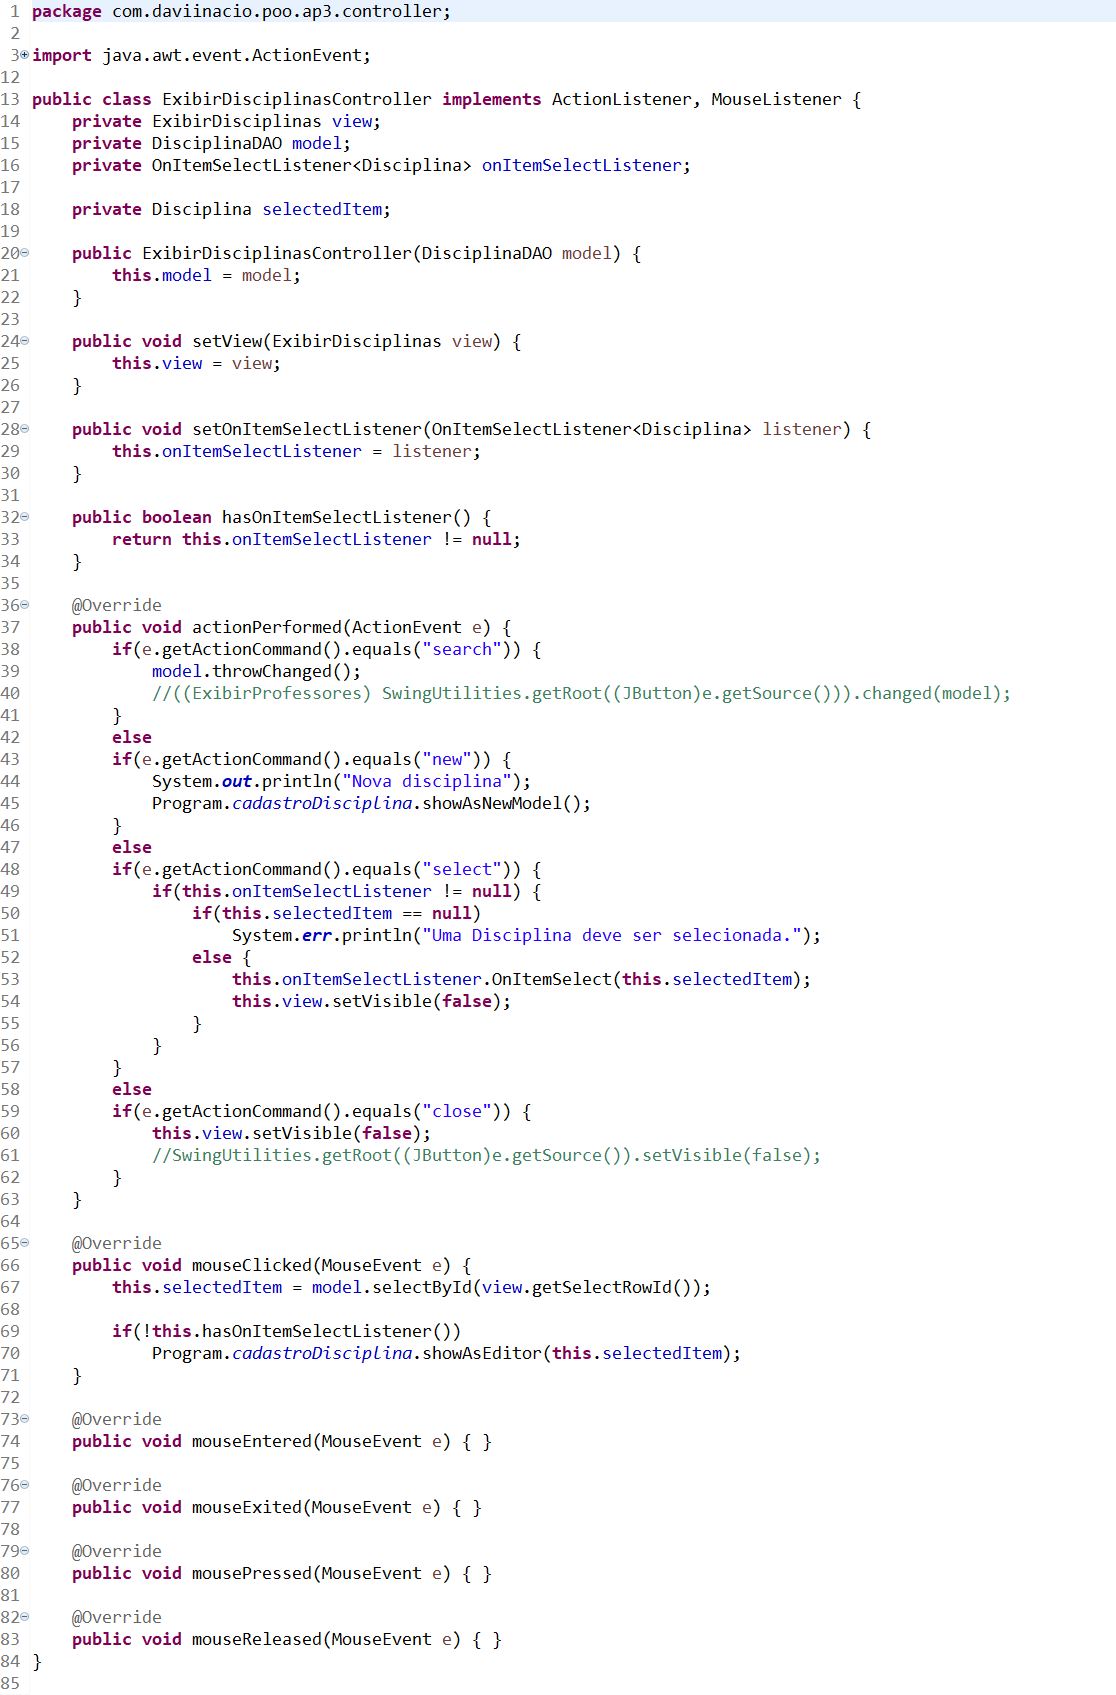 1 package com.daviinacio.poo.ap3.controller;
2
3 import java.awt.event.ActionEvent;
12
13 public class ExibirDisciplinasController implements ActionListener, MouseListener {
14     private ExibirDisciplinas view;
15     private DisciplinaDAO model;
16     private OnItemSelectListener<Disciplina> onItemSelectListener;
17
18     private Disciplina selectedItem;
19
20     public ExibirDisciplinasController(DisciplinaDAO model) {
21         this.model = model;
22     }
23
24     public void setView(ExibirDisciplinas view) {
25         this.view = view;
26     }
27
28     public void setOnItemSelectListener(OnItemSelectListener<Disciplina> listener) {
29         this.onItemSelectListener = listener;
30     }
31
32     public boolean hasOnItemSelectListener() {
33         return this.onItemSelectListener != null;
34     }
35
36     @Override
37     public void actionPerformed(ActionEvent e) {
38         if(e.getActionCommand().equals("search")) {
39             model.throwChanged();
40             //((ExibirProfessores) SwingUtilities.getRoot((JButton)e.getSource())).changed(model);
41         }
42         else
43         if(e.getActionCommand().equals("new")) {
44             System.out.println("Nova disciplina");
45             Program.cadastroDisciplina.showAsNewModel();
46         }
47         else
48         if(e.getActionCommand().equals("select")) {
49             if(this.onItemSelectListener != null) {
50                 if(this.selectedItem == null)
51                     System.err.println("Uma Disciplina deve ser selecionada.");
52                 else {
53                     this.onItemSelectListener.OnItemSelect(this.selectedItem);
54                     this.view.setVisible(false);
55                 }
56             }
57         }
58         else
59         if(e.getActionCommand().equals("close")) {
60             this.view.setVisible(false);
61             //SwingUtilities.getRoot((JButton)e.getSource()).setVisible(false);
62         }
63     }
64
65     @Override
66     public void mouseClicked(MouseEvent e) {
67         this.selectedItem = model.selectById(view.getSelectRowId());
68
69         if(!this.hasOnItemSelectListener())
70             Program.cadastroDisciplina.showAsEditor(this.selectedItem);
71     }
72
73     @Override
74     public void mouseEntered(MouseEvent e) { }
75
76     @Override
77     public void mouseExited(MouseEvent e) { }
78
79     @Override
80     public void mousePressed(MouseEvent e) { }
81
82     @Override
83     public void mouseReleased(MouseEvent e) { }
84 }
85